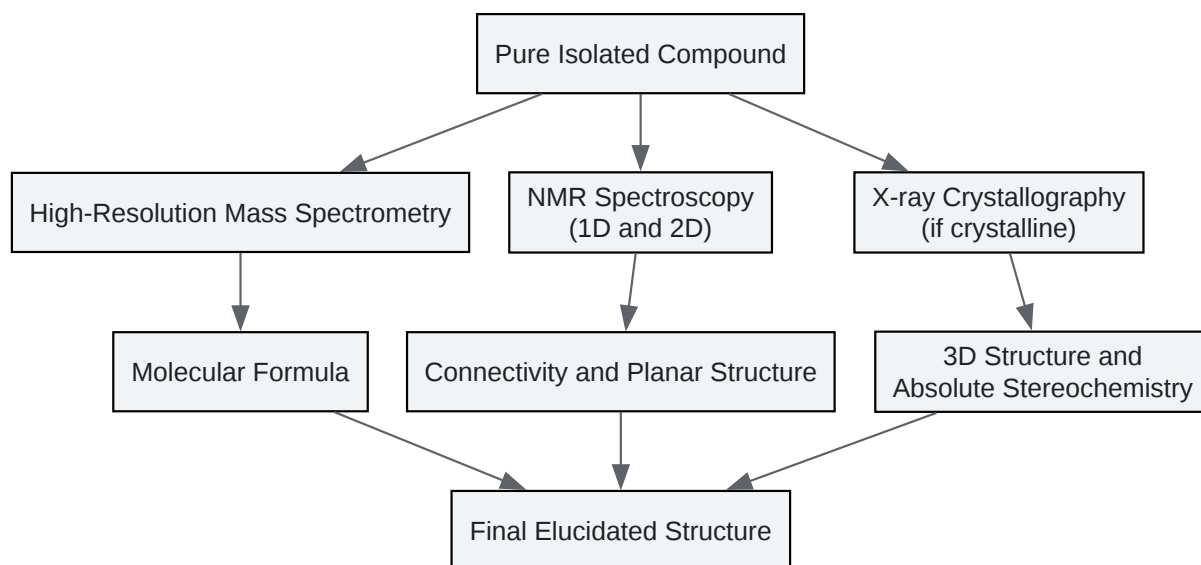 Pure Isolated Compound
High-Resolution Mass Spectrometry
NMR Spectroscopy
(1D and 2D)
X-ray Crystallography
(if crystalline)
Molecular Formula
Connectivity and Planar Structure
3D Structure and
Absolute Stereochemistry
Final Elucidated Structure